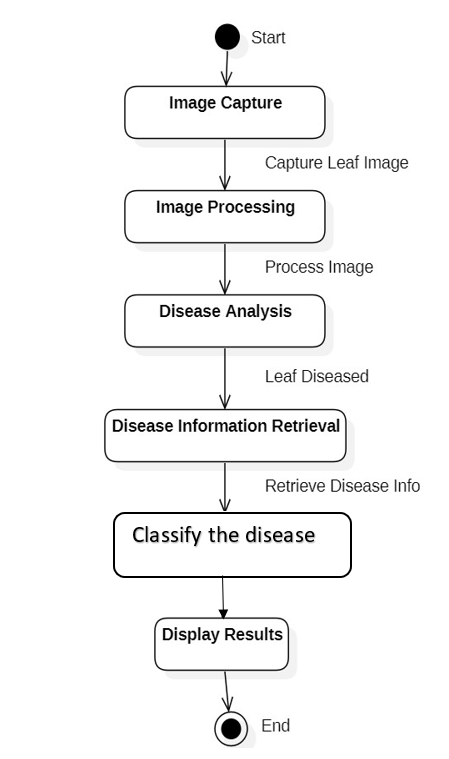 Start
Image Capture
Capture Leaf Image
Image Processing
Process Image
Disease Analysis
Leaf Diseased
Disease Information Retrieval
Retrieve Disease Info
Classify the disease
Display Results
End